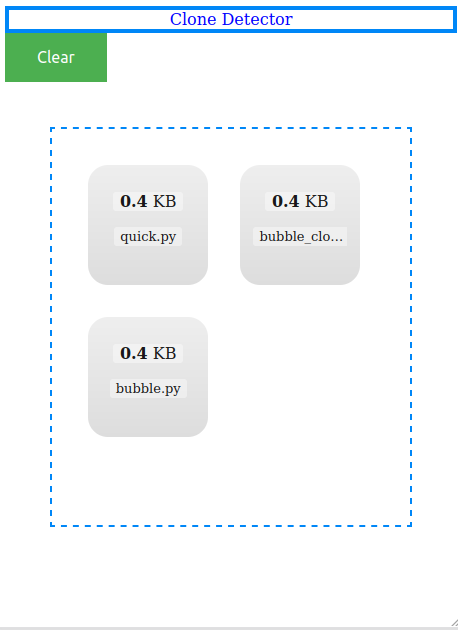 Clone Detector
Clear
0.4 KB
0.4 KB
quick.py
bubble_clo...
0.4 KB
bubble.py